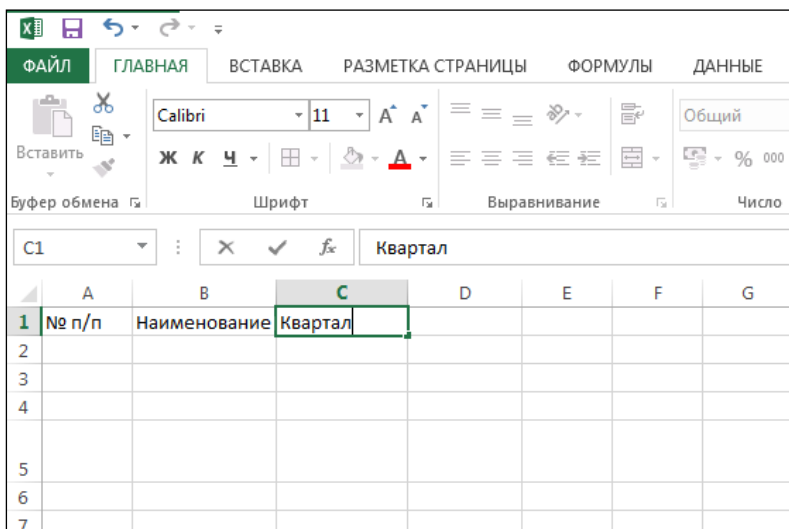 ФАЙЛ ГЛАВНАЯ ВСТАВКА РАЗМЕТКА СТРАНИЦЫ ФОРМУЛЫ ДАННЫЕ
Calibri 11 A A Общий
Вставить Ж К Ч А % 000
Буфер обмена Шрифт Выравнивание Число
C1 fx Квартал
A B C D E F G
1 № п/п Наименование Квартал
2
3
4
5
6
7